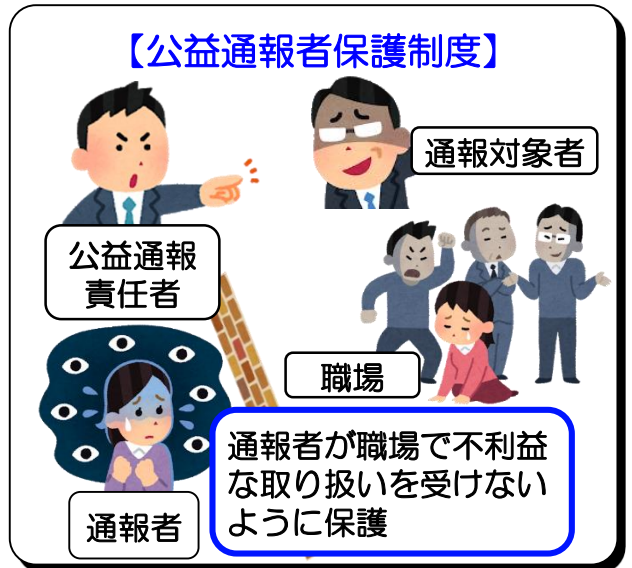 【公益通報者保護制度】
通報対象者
公益通報
責任者
職場
通報者が職場で不利益
な取り扱いを受けない
ように保護
通報者